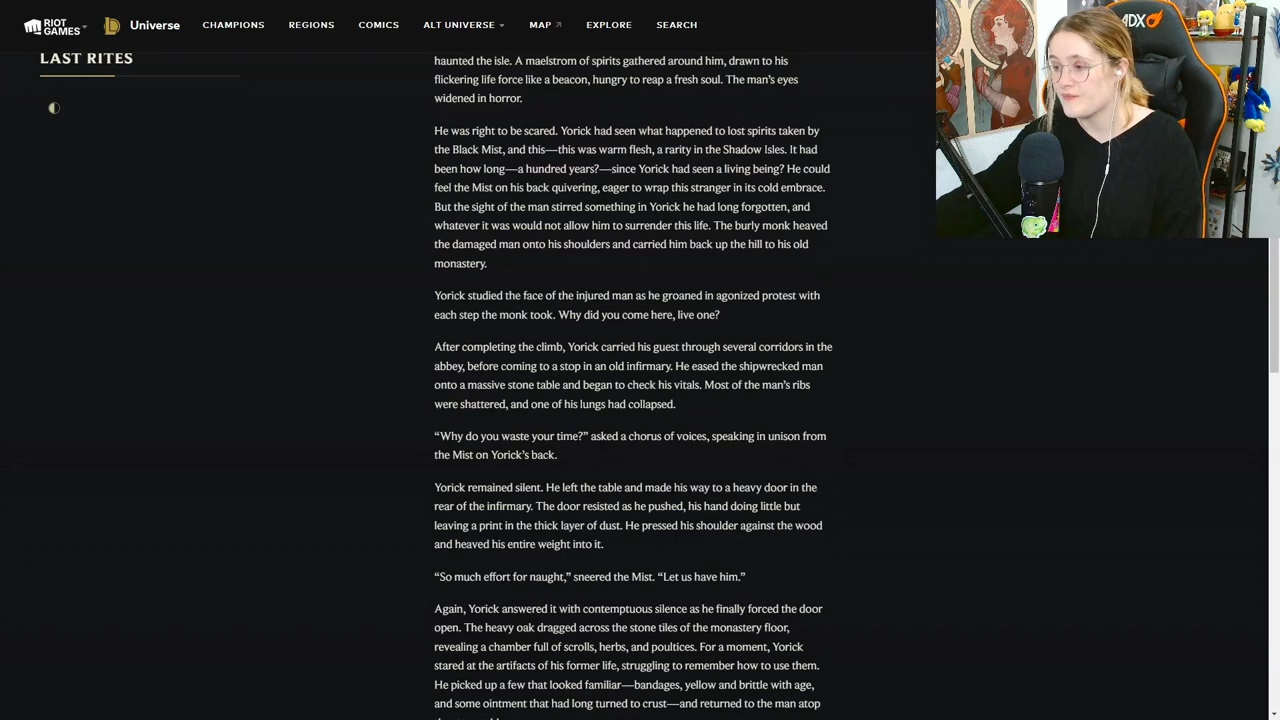 RIOT GAMES
Universe
CHAMPIONS
REGIONS
COMICS
ALT UNIVERSE
MAP
EXPLORE
SEARCH
ADX
LAST RITES
haunted the isle. A maelstrom of spirits gathered around him, drawn to his
flickering life force like a beacon, hungry to reap a fresh soul. The man’s eyes
widened in horror.
He was right to be scared. Yorick had seen what happened to lost spirits taken by
the Black Mist, and this—this was warm flesh, a rarity in the Shadow Isles. It had
been how long—a hundred years?—since Yorick had seen a living being? He could
feel the Mist on his back quivering, eager to wrap this stranger in its cold embrace.
But the sight of the man stirred something in Yorick he had long forgotten, and
whatever it was would not allow him to surrender this life. The burly monk heaved
the damaged man onto his shoulders and carried him back up the hill to his old
monastery.
Yorick studied the face of the injured man as he groaned in agonized protest with
each step the monk took. Why did you come here, live one?
After completing the climb, Yorick carried his guest through several corridors in the
abbey, before coming to a stop in an old infirmary. He eased the shipwrecked man
onto a massive stone table and began to check his vitals. Most of the man’s ribs
were shattered, and one of his lungs had collapsed.
“Why do you waste your time?” asked a chorus of voices, speaking in unison from
the Mist on Yorick’s back.
Yorick remained silent. He left the table and made his way to a heavy door in the
rear of the infirmary. The door resisted as he pushed, his hand doing little but
leaving a print in the thick layer of dust. He pressed his shoulder against the wood
and heaved his entire weight into it.
“So much effort for naught,” sneered the Mist. “Let us have him.”
Again, Yorick answered it with contemptuous silence as he finally forced the door
open. The heavy oak dragged across the stone tiles of the monastery floor,
revealing a chamber full of scrolls, herbs, and poultices. For a moment, Yorick
stared at the artifacts of his former life, struggling to remember how to use them.
He picked up a few that looked familiar—bandages, yellow and brittle with age,
and some ointment that had long turned to crust—and returned to the man atop